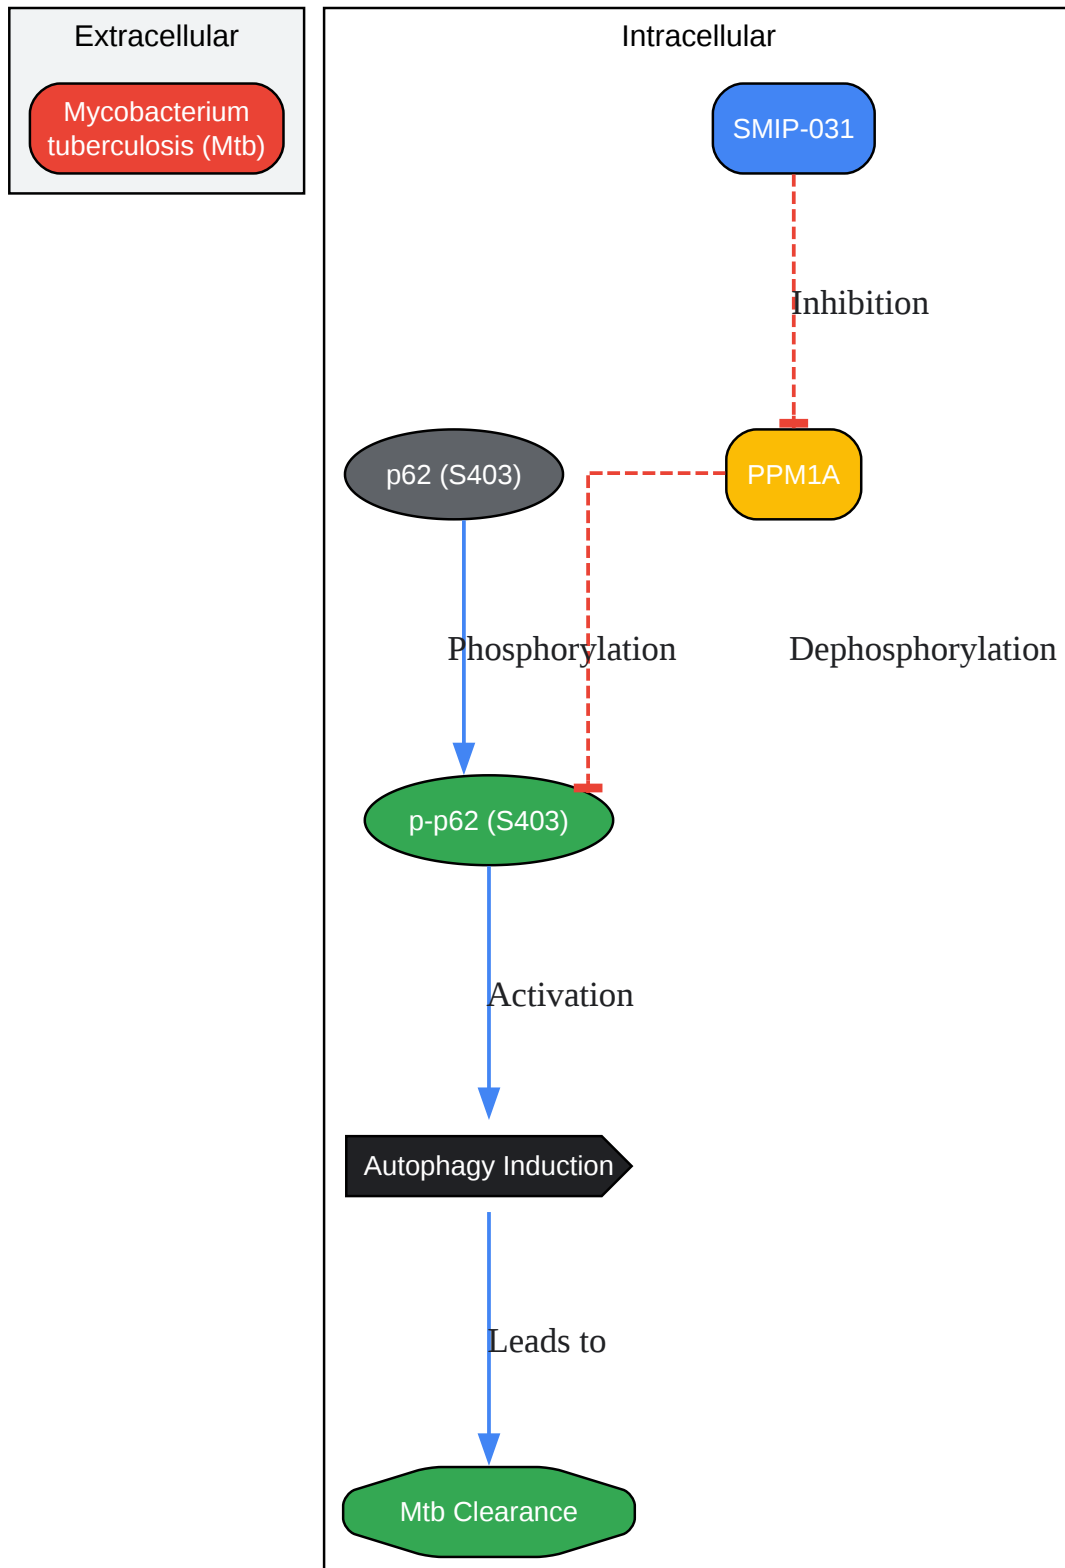 Extracellular
Mycobacterium
tuberculosis (Mtb)
Intracellular
SMIP-031
Inhibition
p62 (S403)
PPM1A
Phosphorylation
Dephosphorylation
p-p62 (S403)
Activation
Autophagy Induction
Leads to
Mtb Clearance